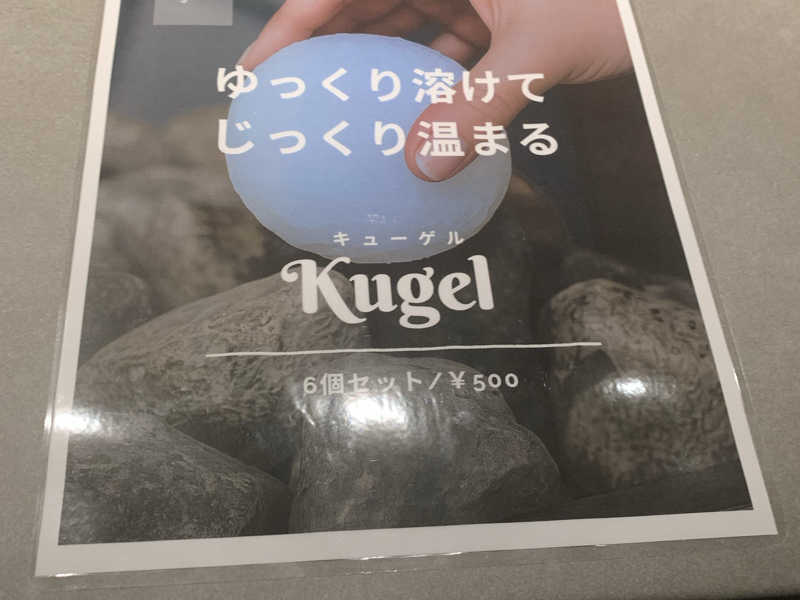 ゆっくり溶けて
じっくり温まる
キューゲル
Kugel
6個セット/¥500